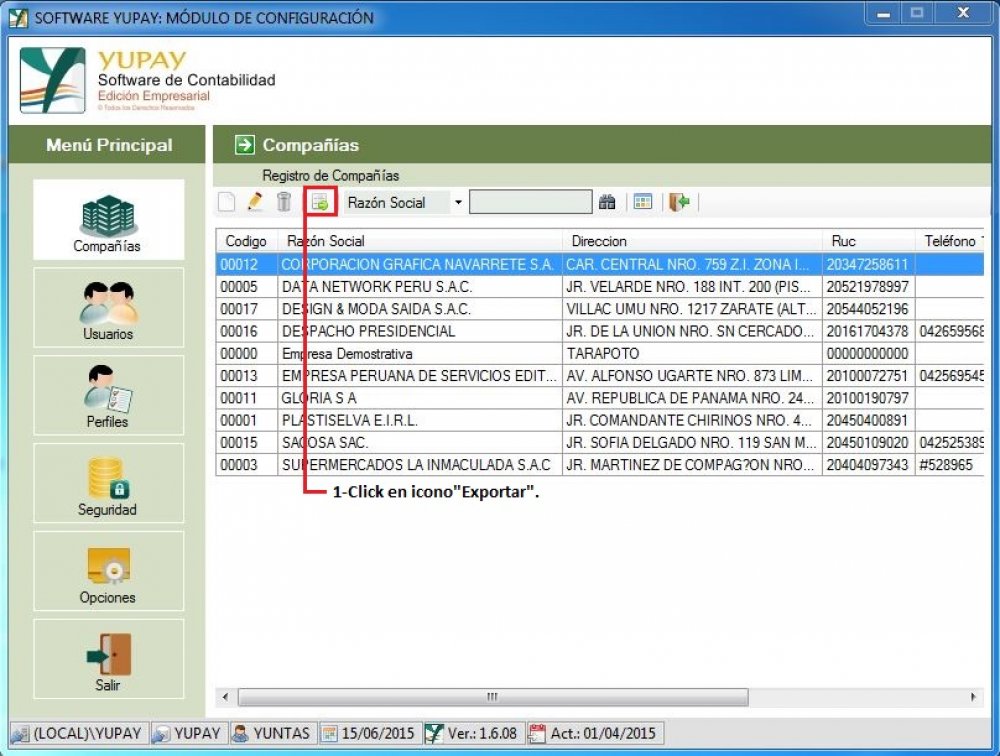 SOFTWARE YUPAY: MÓDULO DE CONFIGURACIÓN
YUPAY
Software de Contabilidad
Edición Empresarial
© Todos los Derechos Reservados
Menú Principal
Compañías
Usuarios
Perfiles
Seguridad
Opciones
Salir
Compañías
Registro de Compañías
Razón Social
Codigo Razón Social Direccion Ruc Teléfono
00012 CORPORACION GRAFICA NAVARRETE S.A. CAR. CENTRAL NRO. 759 Z.I. ZONA I... 20347258611
00005 DATA NETWORK PERU S.A.C. JR. VELARDE NRO. 188 INT. 200 (PIS... 20521978997
00017 DESIGN & MODA SAIDA S.A.C. VILLAC UMU NRO. 1217 ZARATE (ALT... 20544052196
00016 DESPACHO PRESIDENCIAL JR. DE LA UNION NRO. SN CERCADO... 20161704378 042659568
00000 Empresa Demostrativa TARAPOTO 00000000000
00013 EMPRESA PERUANA DE SERVICIOS EDIT... AV. ALFONSO UGARTE NRO. 873 LIM... 20100072751 042569545
00011 GLORIA S A AV. REPUBLICA DE PANAMA NRO. 24... 20100190797
00001 PLASTISELVA E.I.R.L. JR. COMANDANTE CHIRINOS NRO. 4... 20450400891
00015 SACOSA SAC. JR. SOFIA DELGADO NRO. 119 SAN M... 20450109020 042525389
00003 SUPERMERCADOS LA INMACULADA S.A.C JR. MARTINEZ DE COMPAG?ON NRO... 20404097343 #528965
1-Click en icono"Exportar".
(LOCAL)\YUPAY YUPAY YUNTAS 15/06/2015 Ver.: 1.6.08 Act.: 01/04/2015